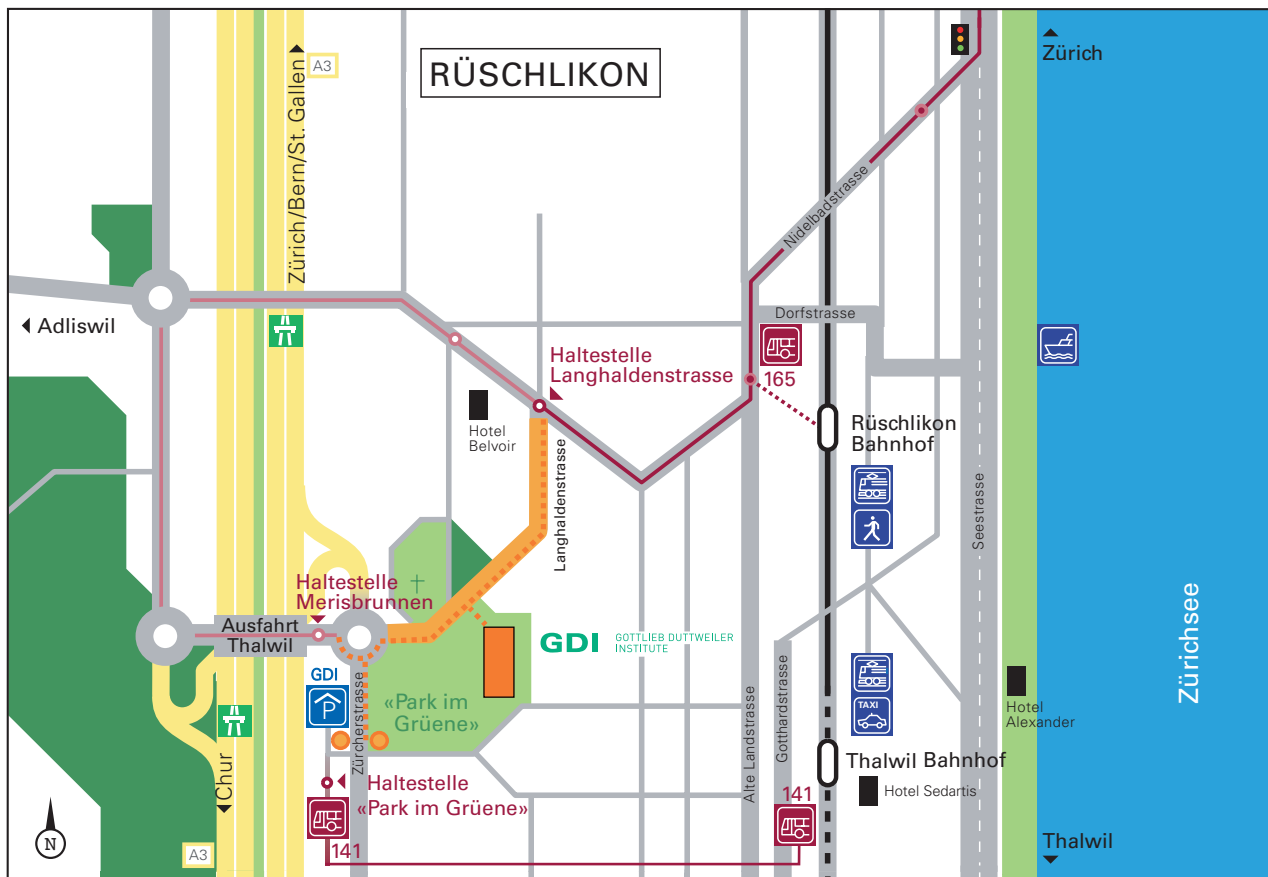 RÜSCHLIKON
A3
Zürich/Bern/St. Gallen
Zürich
Nidelbadstrasse
Adliswil
Dorfstrasse
Haltestelle
Langhaldenstrasse
165
Hotel
Belvoir
Rüschlikon
Bahnhof
Langhaldenstrasse
Seestrasse
Haltestelle
Merisbrunnen
Ausfahrt
Thalwil
GDI
GOTTLIEB DUTTWEILER
INSTITUTE
Zürichsee
GDI
P
«Park im
Grüene»
Zürcherstrasse
Alte Landstrasse
Gotthardstrasse
TAXI
Hotel
Alexander
Chur
Thalwil Bahnhof
Hotel Sedartis
Haltestelle
«Park im Grüene»
141
141
N
A3
Thalwil